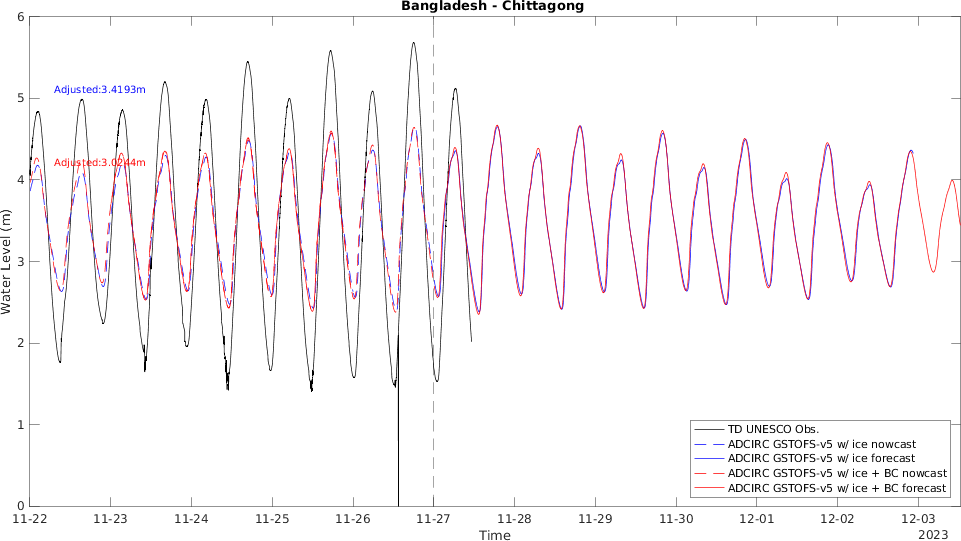 Bangladesh - Chittagong
6
5
4
3
2
1
0
Water Level (m)
Adjusted:3.4193m
Adjusted:3.0244m
TD UNESCO Obs.
ADCIRC GSTOFS-v5 w/ ice nowcast
ADCIRC GSTOFS-v5 w/ ice forecast
ADCIRC GSTOFS-v5 w/ ice + BC nowcast
ADCIRC GSTOFS-v5 w/ ice + BC forecast
11-22 11-23 11-24 11-25 11-26 11-27 11-28 11-29 11-30 12-01 12-02 12-03
Time
2023